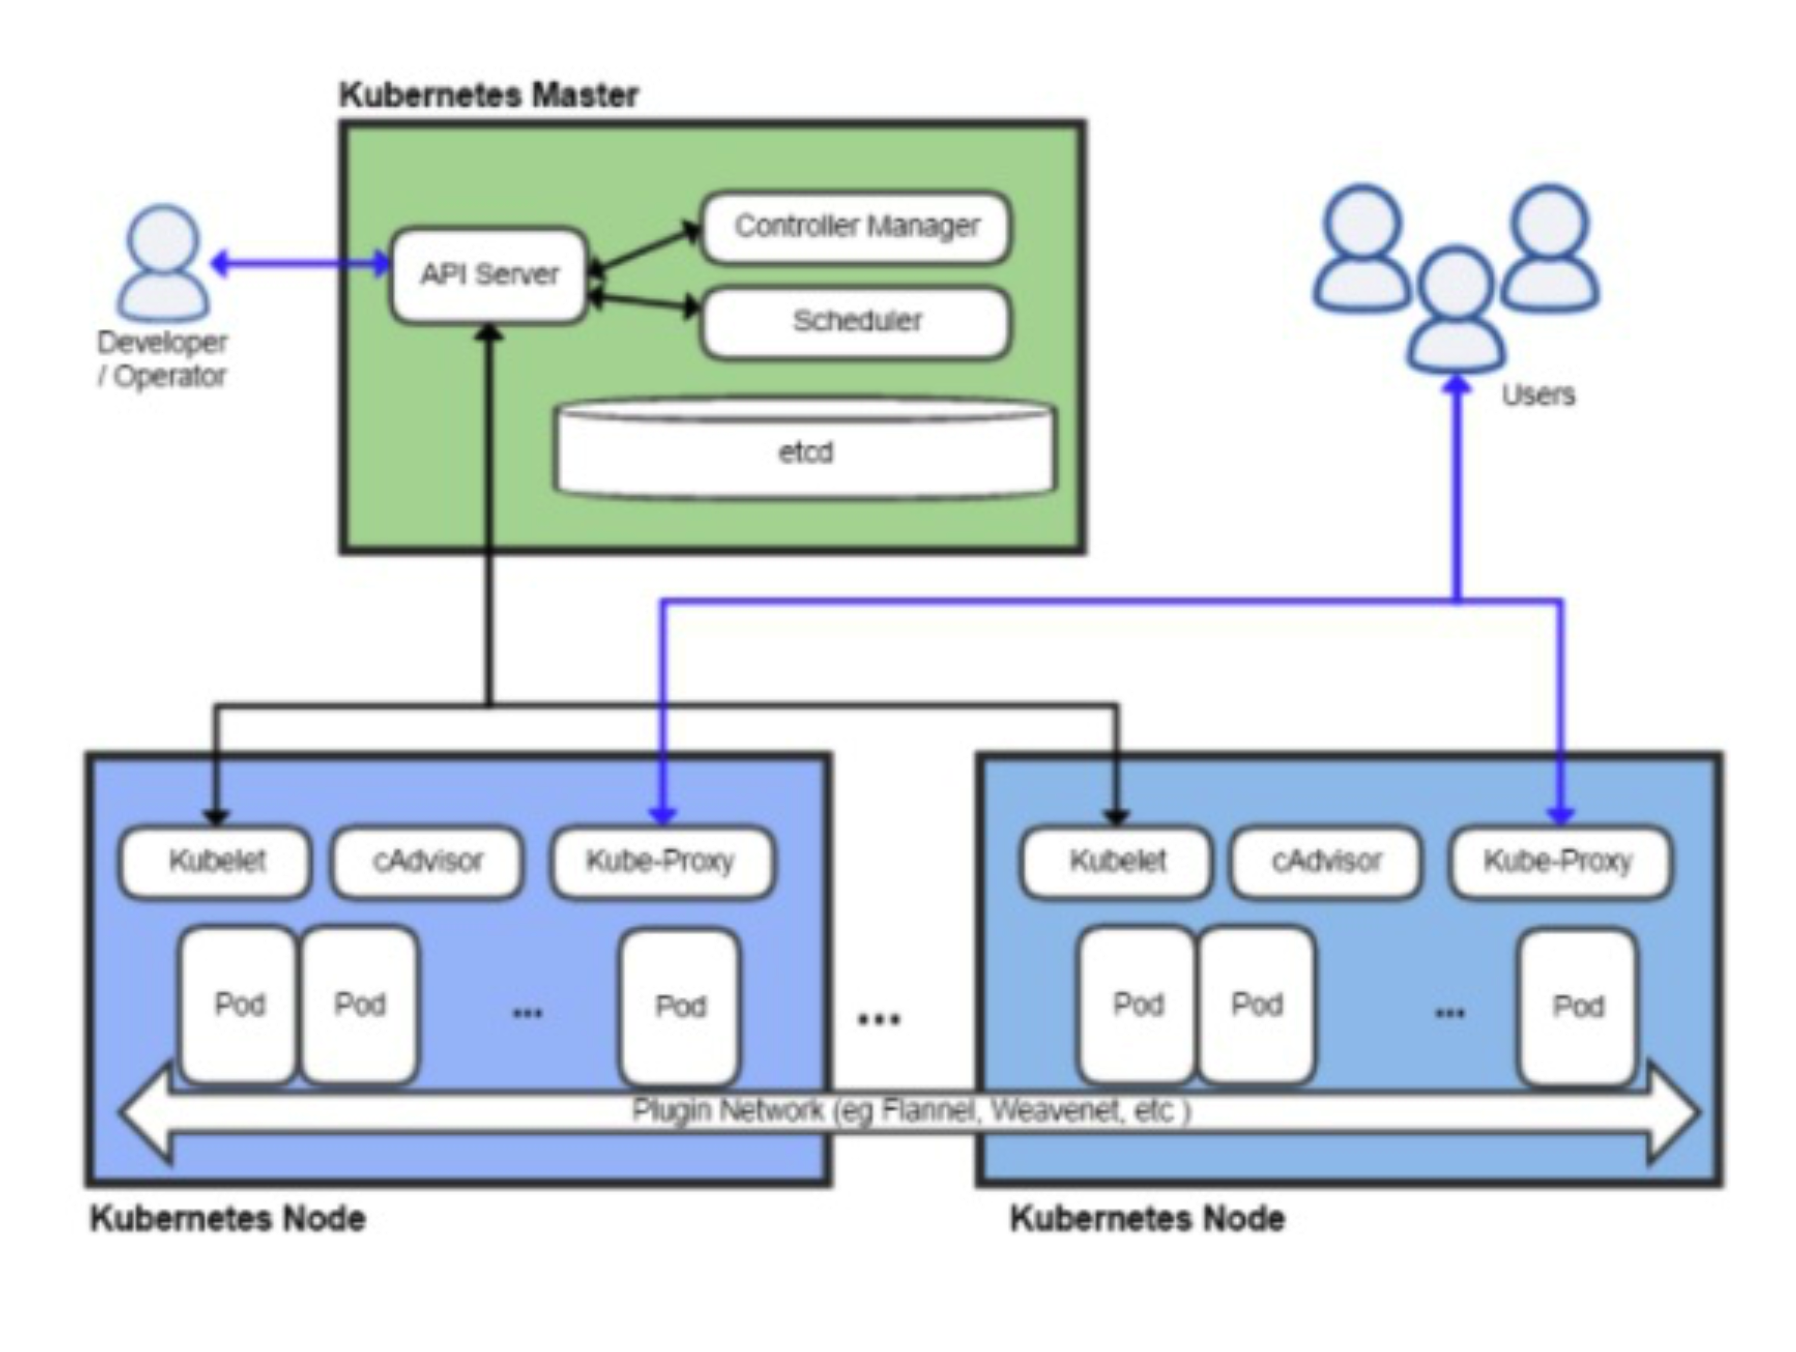 Kubernetes Master
Controller Manager
API Server
Scheduler
etcd
Developer
/ Operator
Users
Kubelet
cAdvisor
Kube-Proxy
Kubelet
cAdvisor
Kube-Proxy
Pod
Pod
...
Pod
...
Pod
Pod
...
Pod
Plugin Network (eg Flannel, Weavenet, etc )
Kubernetes Node
Kubernetes Node